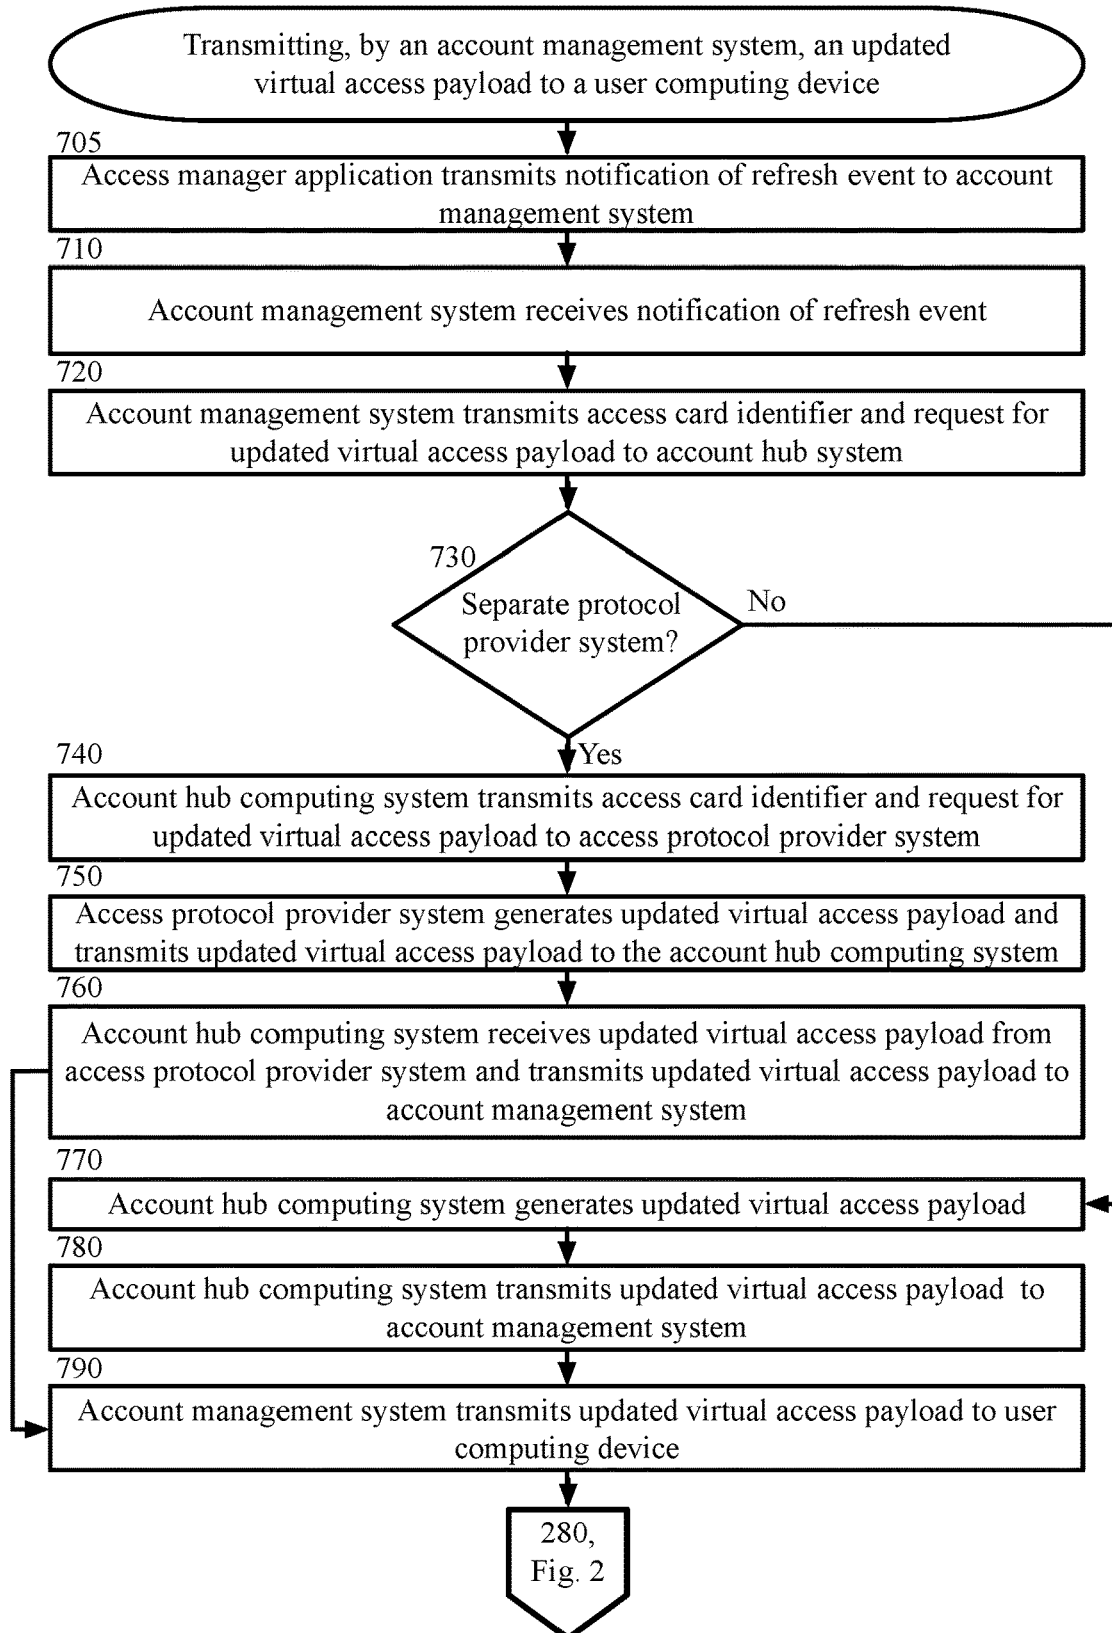 Transmitting, by an account management system, an updated
virtual access payload to a user computing device
705
Access manager application transmits notification of refresh event to account
management system
710
Account management system receives notification of refresh event
720
Account management system transmits access card identifier and request for
updated virtual access payload to account hub system
730
Separate protocol
provider system?
No
Yes
740
Account hub computing system transmits access card identifier and request for
updated virtual access payload to access protocol provider system
750
Access protocol provider system generates updated virtual access payload and
transmits updated virtual access payload to the account hub computing system
760
Account hub computing system receives updated virtual access payload from
access protocol provider system and transmits updated virtual access payload to
account management system
770
Account hub computing system generates updated virtual access payload
780
Account hub computing system transmits updated virtual access payload to
account management system
790
Account management system transmits updated virtual access payload to user
computing device
280,
Fig. 2